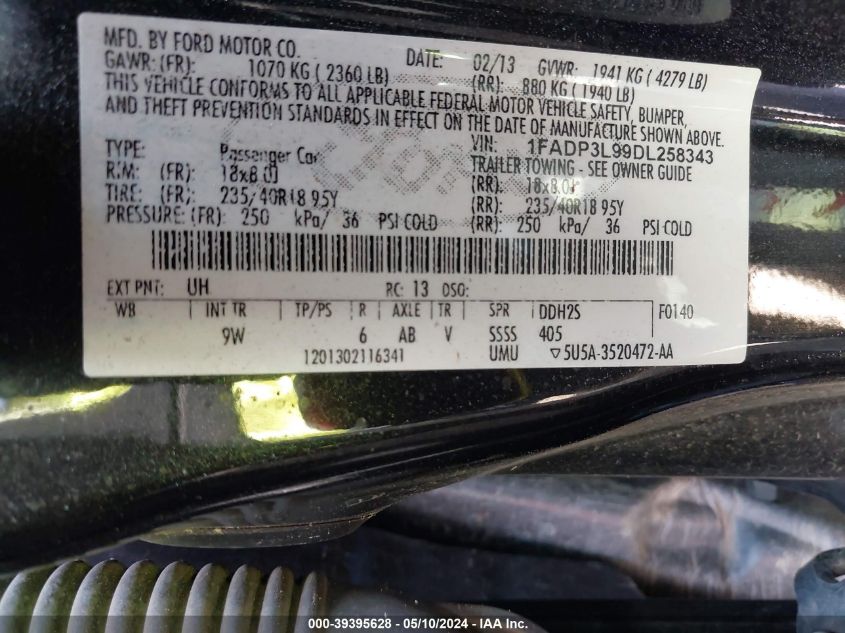 MFD. BY FORD MOTOR CO. DATE: 02/13 GVWR: 1941 KG ( 4279 LB)
GAWR: (FR): 1070 KG ( 2360 LB) (RR): 880 KG ( 1940 LB)
THIS VEHICLE CONFORMS TO ALL APPLICABLE FEDERAL MOTOR VEHICLE SAFETY, BUMPER,
AND THEFT PREVENTION STANDARDS IN EFFECT ON THE DATE OF MANUFACTURE SHOWN ABOVE.
VIN: 1FADP3L99DL258343
TYPE: Passenger Car TRAILER TOWING - SEE OWNER GUIDE
RIM: (FR): 18x8.0J (RR): 18x8.0J
TIRE: (FR): 235/40R18 95Y (RR): 235/40R18 95Y
PRESSURE: (FR): 250 kPa/ 36 PSI COLD (RR): 250 kPa/ 36 PSI COLD
EXT PNT: UH RC: 13 DSO:
WB INT TR TP/PS R AXLE TR SPR DDH2S F0140
9W 6 AB V SSSS 405
1201302116341 UMU ▽5U5A-3520472-AA
000-39395628 - 05/10/2024 - - IAA Inc.